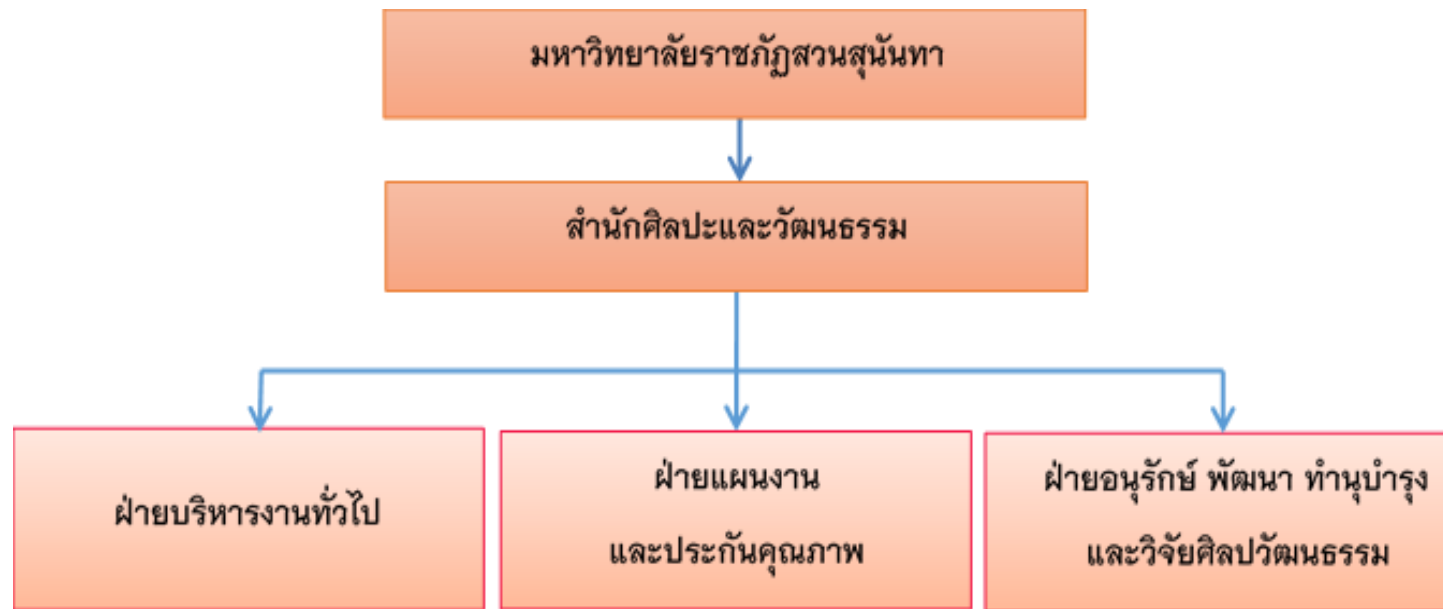 มหาวิทยาลัยราชภัฏสวนสุนันทา
สำนักศิลปะและวัฒนธรรม
ฝ่ายบริหารงานทั่วไป
ฝ่ายแผนงาน
และประกันคุณภาพ
ฝ่ายอนุรักษ์ พัฒนา ทำนุบำรุง
และวิจัยศิลปวัฒนธรรม